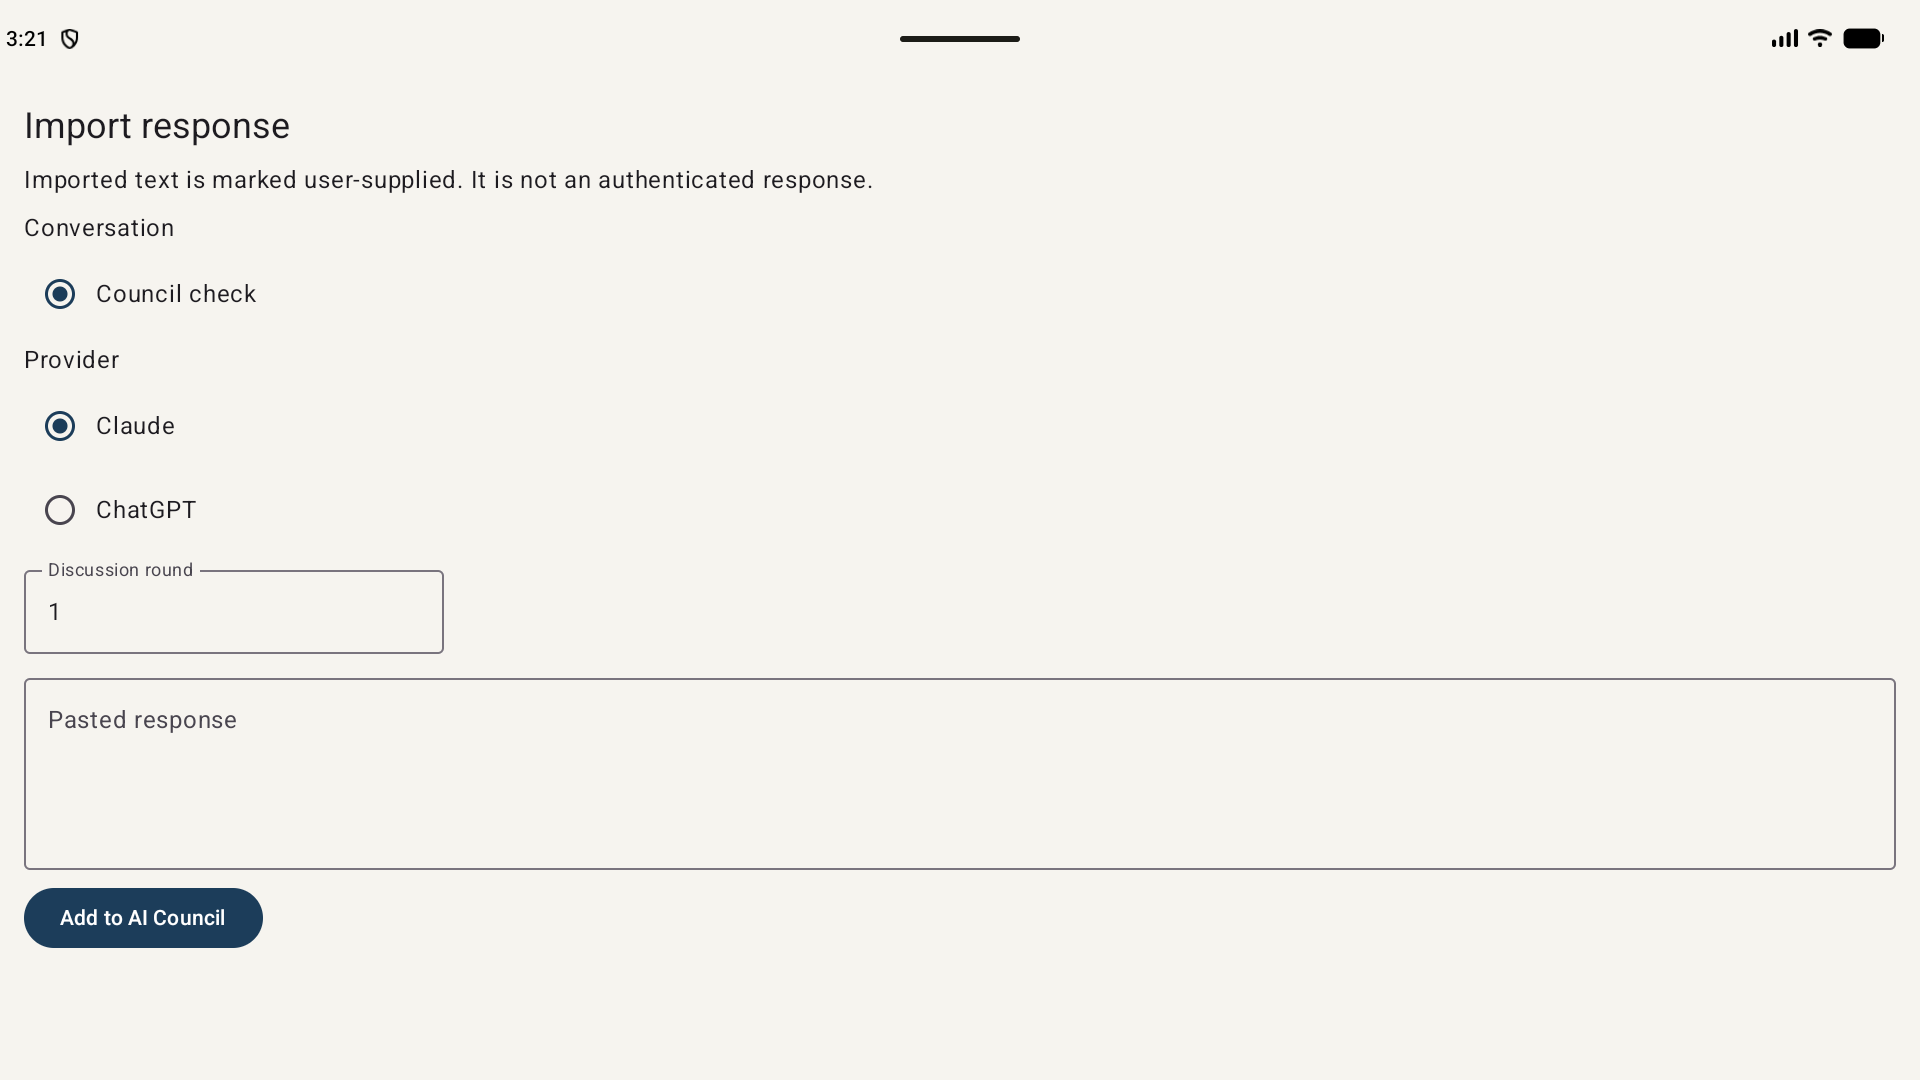 3:21
Import response
Imported text is marked user-supplied. It is not an authenticated response.
Conversation
Council check
Provider
Claude
ChatGPT
Discussion round
1
Pasted response
Add to AI Council